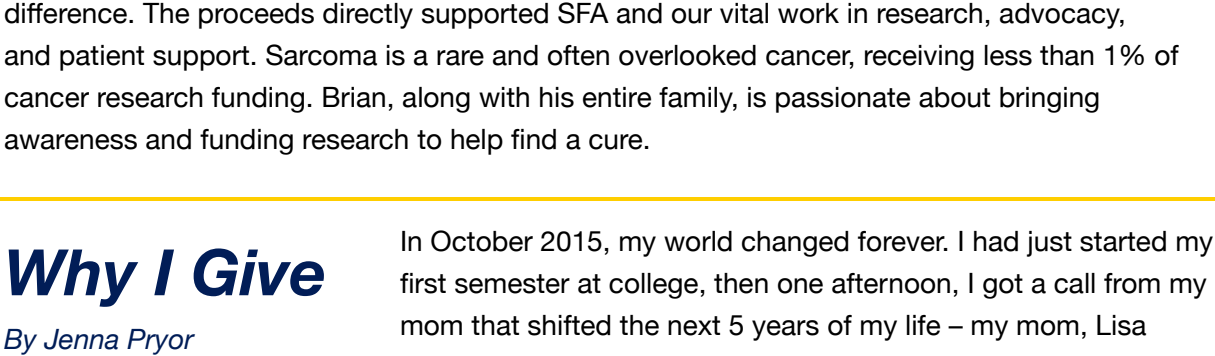 difference. The proceeds directly supported SFA and our vital work in research, advocacy,
and patient support. Sarcoma is a rare and often overlooked cancer, receiving less than 1% of
cancer research funding. Brian, along with his entire family, is passionate about bringing
awareness and funding research to help find a cure.
Why I Give
By Jenna Pryor
In October 2015, my world changed forever. I had just started my
first semester at college, then one afternoon, I got a call from my
mom that shifted the next 5 years of my life – my mom, Lisa